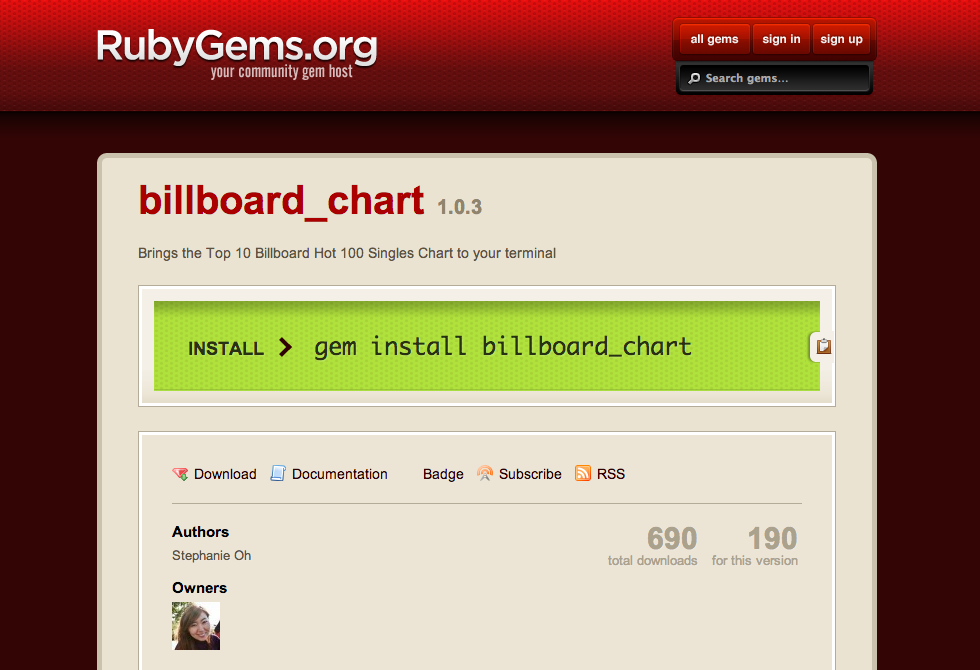 RubyGems.org
your community gem host
all gems sign in sign up
Search gems...
billboard_chart 1.0.3
Brings the Top 10 Billboard Hot 100 Singles Chart to your terminal
INSTALL gem install billboard_chart
Download Documentation Badge Subscribe RSS
Authors
Stephanie Oh
690 190
total downloads for this version
Owners